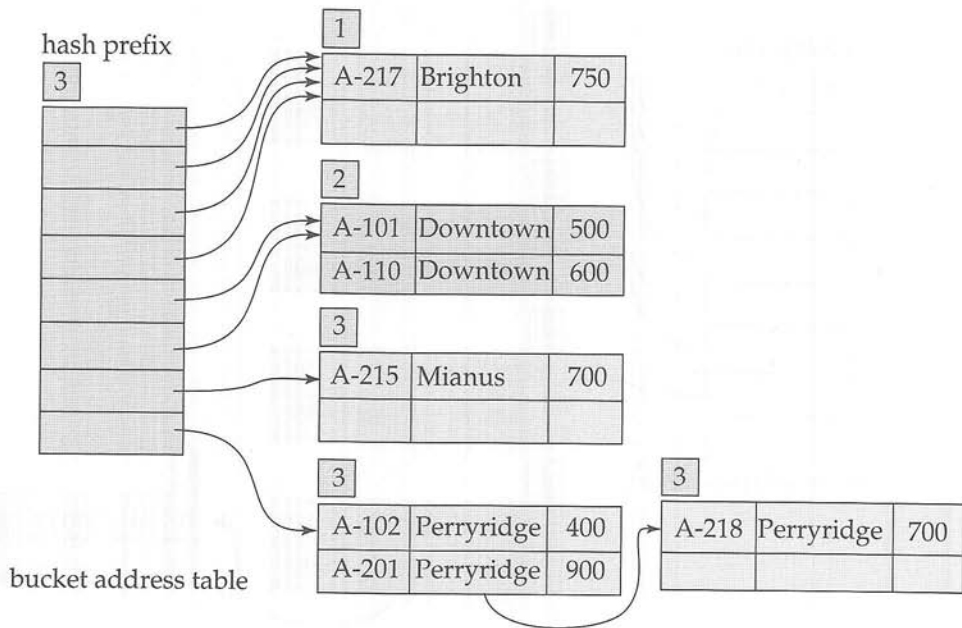 hash prefix
3
1
A-217 Brighton 750
2
A-101 Downtown 500
A-110 Downtown 600
3
A-215 Mianus 700
3
A-102 Perryridge 400
A-201 Perryridge 900
3
A-218 Perryridge 700
bucket address table